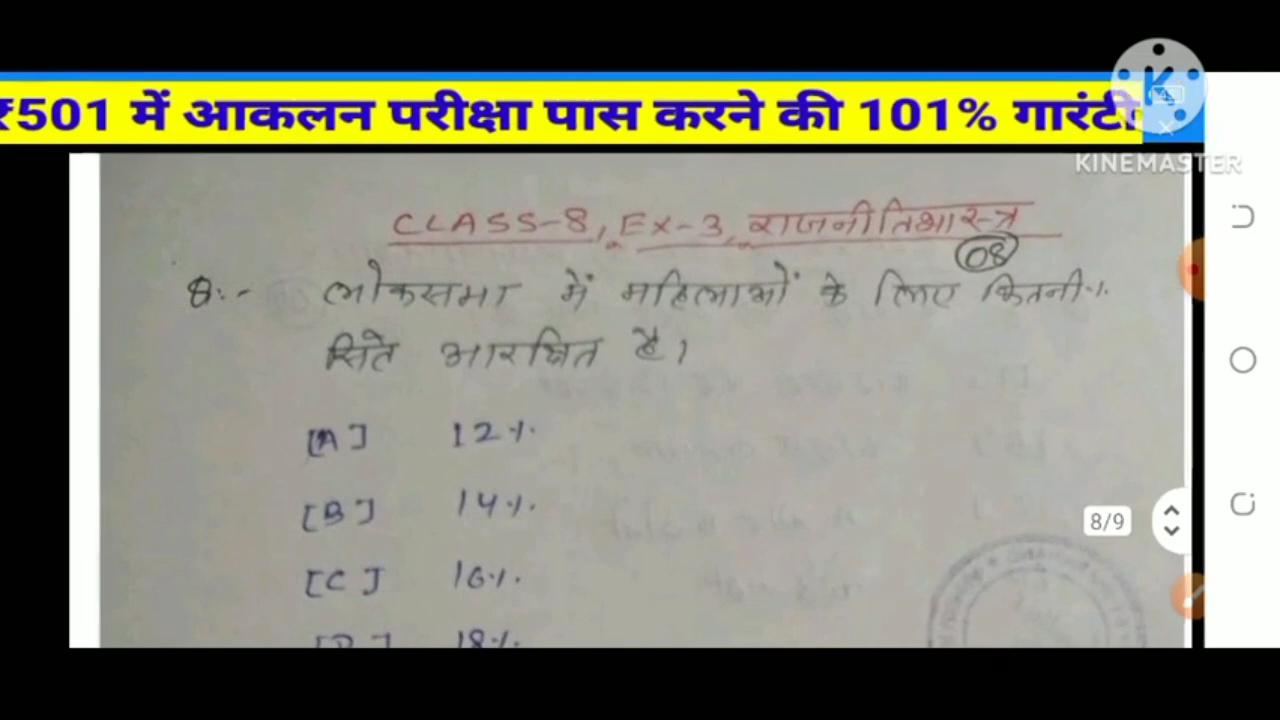 ₹501 में आकलन परीक्षा पास करने की 101% गारंटी
KINEMASTER
CLASS-8, EX-3, राजनीतिशास्त्र
08
8:- लोकसभा में महिलाओं के लिए कितनी %
सिते आरक्षित है।
[A] 12%
[B] 14%
[C] 16%
[D] 18%
8/9